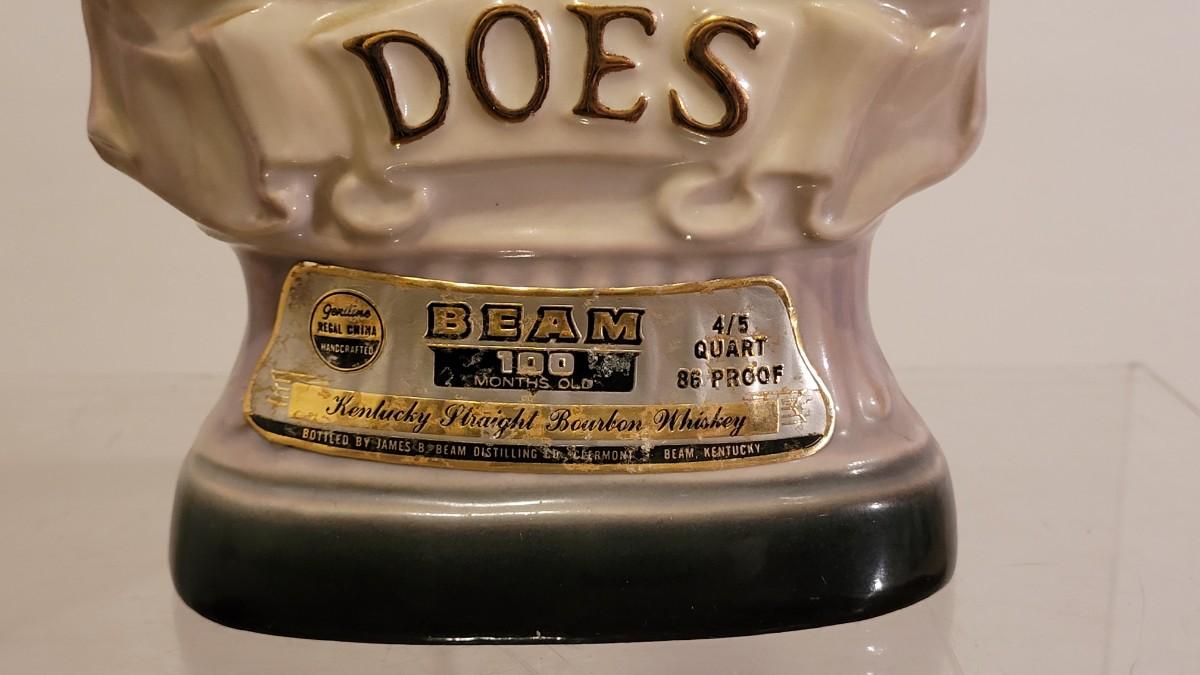 DOES
Genuine
REGAL CHINA
HANDCRAFTED
BEAM
100
MONTHS OLD
4/5
QUART
86 PROOF
Kentucky Straight Bourbon Whiskey
BOTTLED BY JAMES B. BEAM DISTILLING CO., CLERMONT, BEAM, KENTUCKY